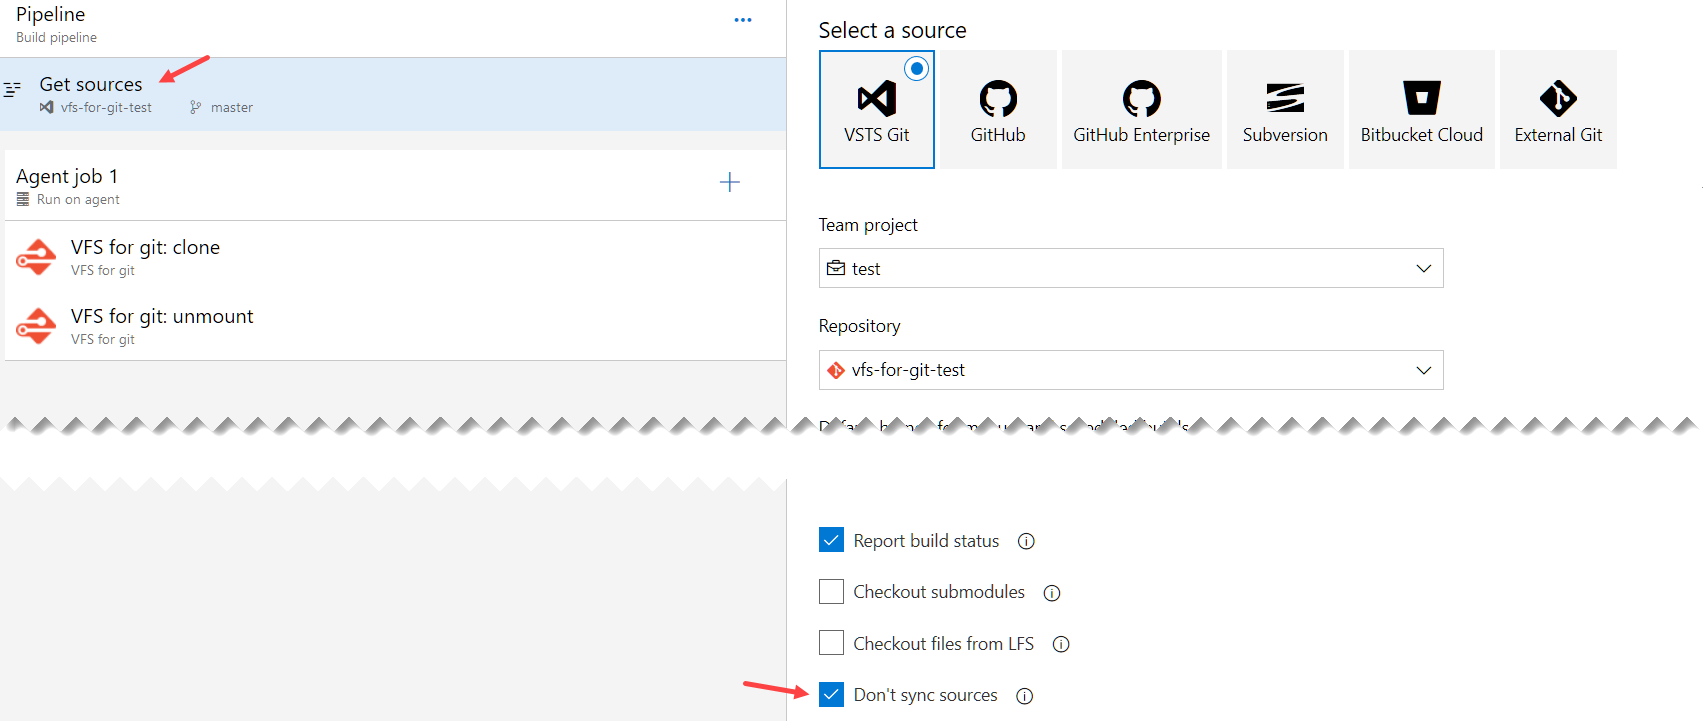 Pipeline
Build pipeline
Get sources
vfs-for-git-test
master
Agent job 1
Run on agent
VFS for git: clone
VFS for git
VFS for git: unmount
VFS for git
Select a source
VSTS Git
GitHub
GitHub Enterprise
Subversion
Bitbucket Cloud
External Git
Team project
test
Repository
vfs-for-git-test
Report build status
Checkout submodules
Checkout files from LFS
Don't sync sources